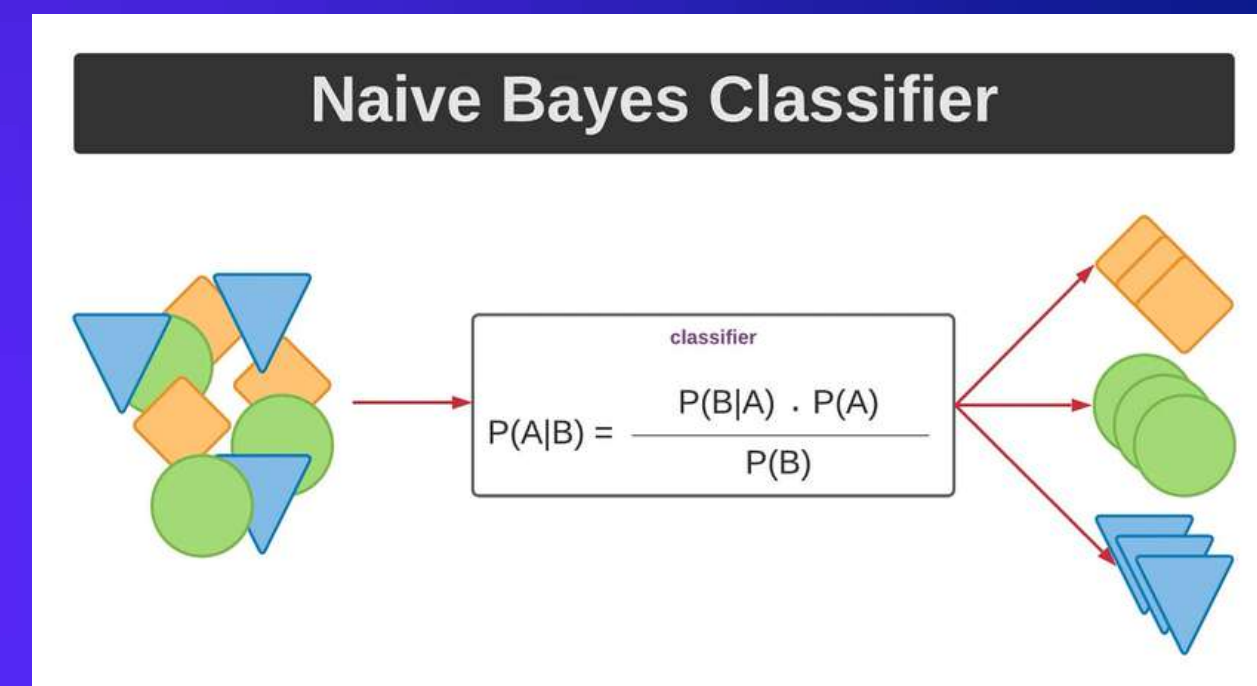 Naive Bayes Classifier
classifier
P(A|B) = P(B|A) . P(A)
P(B)